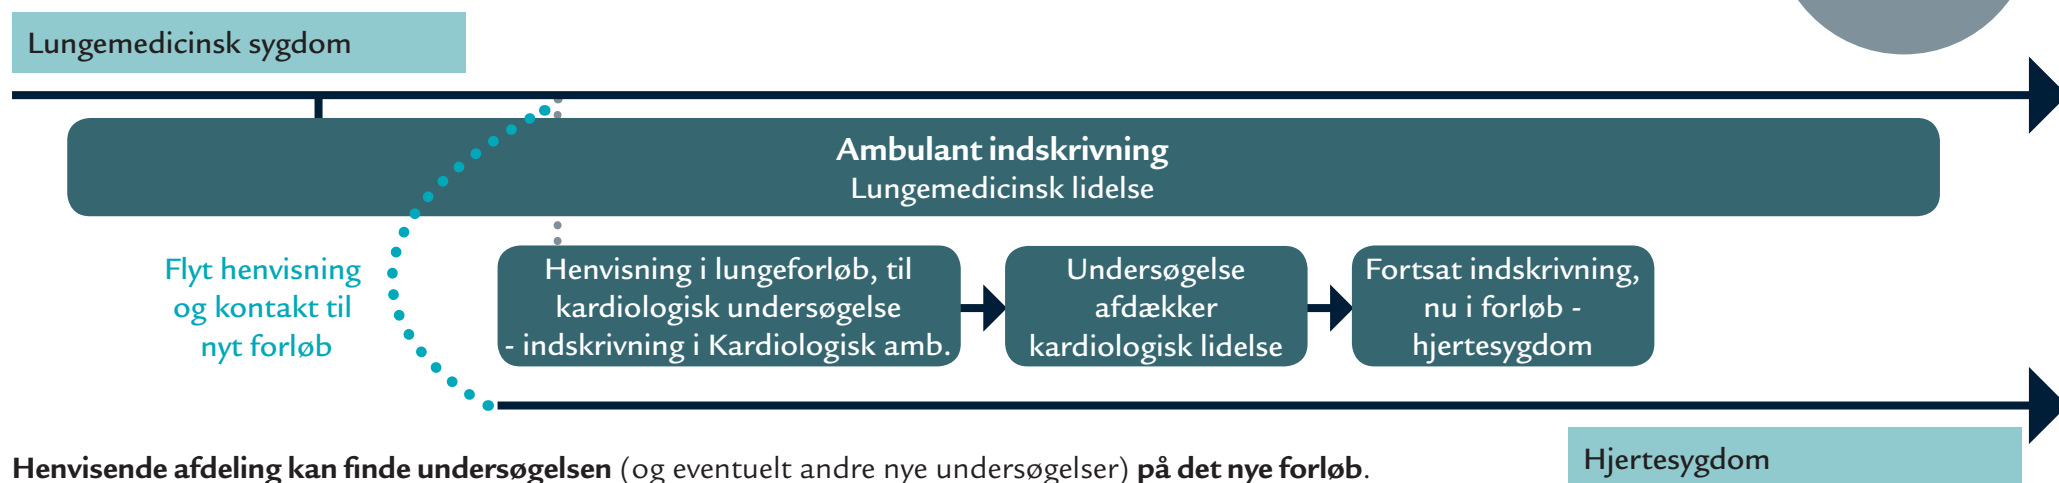 Lungemedicinsk sygdom
Ambulant indskrivning
Lungemedicinsk lidelse
Flyt henvisning
og kontakt til
nyt forløb
Henvisning i lungeforløb, til
kardiologisk undersøgelse
- indskrivning i Kardiologisk amb.
Undersøgelse
afdækker
kardiologisk lidelse
Fortsat indskrivning,
nu i forløb -
hjertesygdom
Hjertesygdom
Henvisende afdeling kan finde undersøgelsen (og eventuelt andre nye undersøgelser) på det nye forløb.